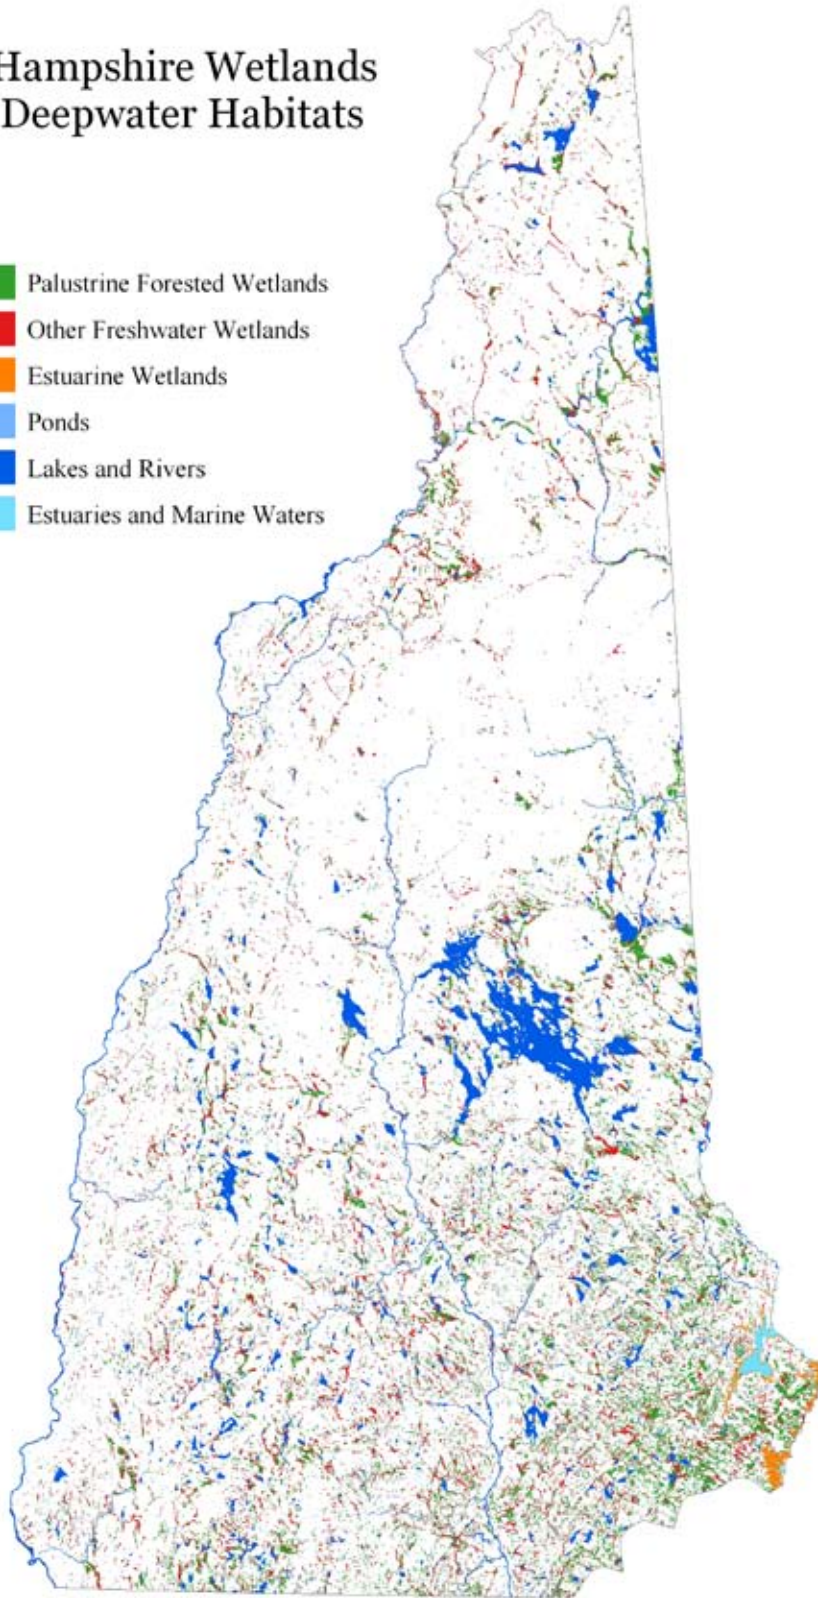 Hampshire Wetlands
Deepwater Habitats
Palustrine Forested Wetlands
Other Freshwater Wetlands
Estuarine Wetlands
Ponds
Lakes and Rivers
Estuaries and Marine Waters